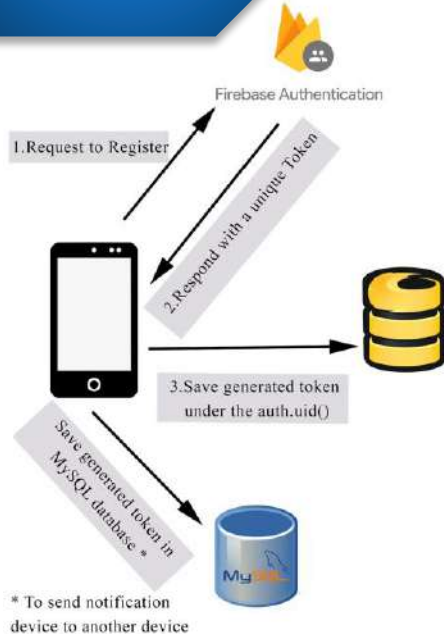 Firebase Authentication
1.Request to Register
2.Respond with a unique Token
3.Save generated token
under the auth.uid()
Save generated token in
MySQL database *
MySQL
* To send notification
device to another device